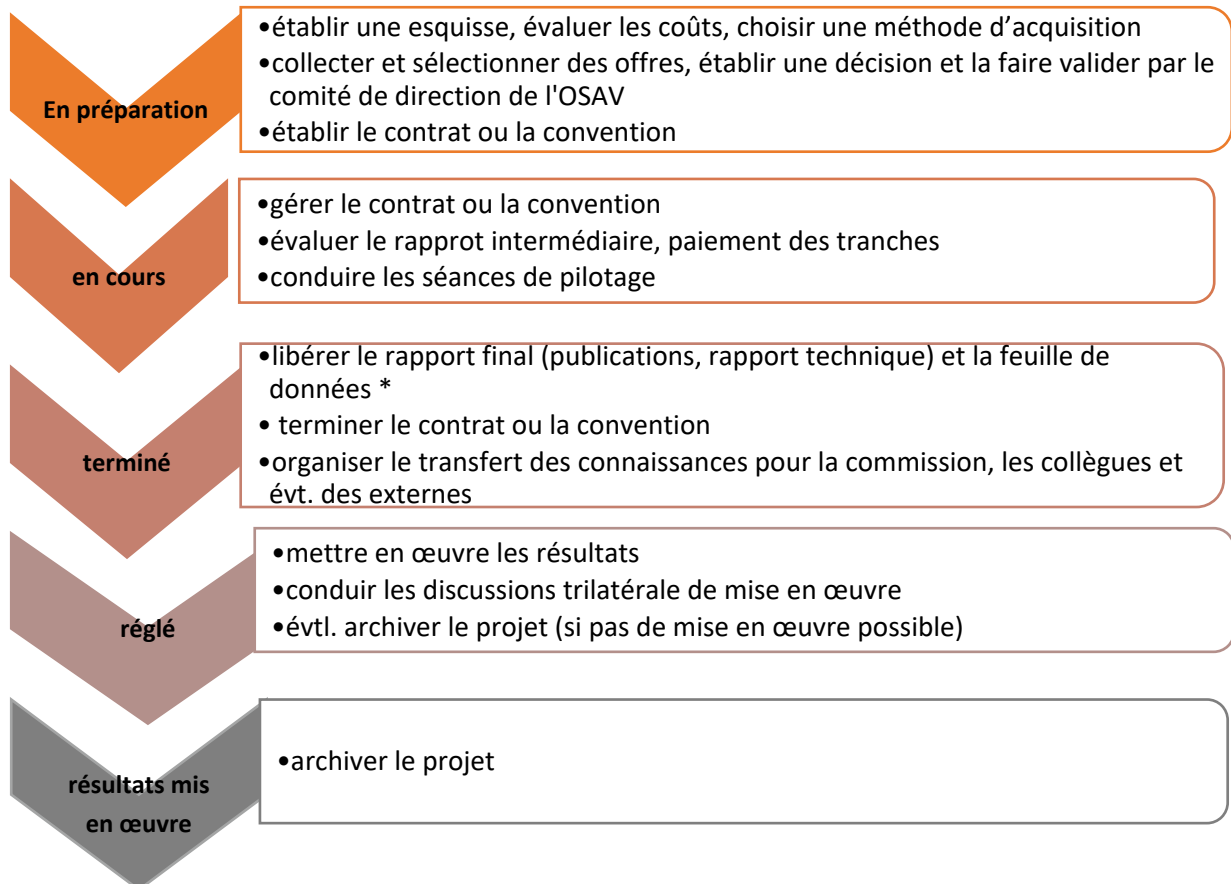 •établir une esquisse, évaluer les coûts, choisir une méthode d’acquisition
•collecter et sélectionner des offres, établir une décision et la faire valider par le
comité de direction de l'OSAV
•établir le contrat ou la convention
En préparation
•gérer le contrat ou la convention
•évaluer le rapprot intermédiaire, paiement des tranches
•conduire les séances de pilotage
en cours
•libérer le rapport final (publications, rapport technique) et la feuille de
données *
• terminer le contrat ou la convention
•organiser le transfert des connaissances pour la commission, les collègues et
évt. des externes
terminé
•mettre en œuvre les résultats
•conduir les discussions trilatérale de mise en œuvre
•évtl. archiver le projet (si pas de mise en œuvre possible)
réglé
•archiver le projet
résultats mis
en œuvre